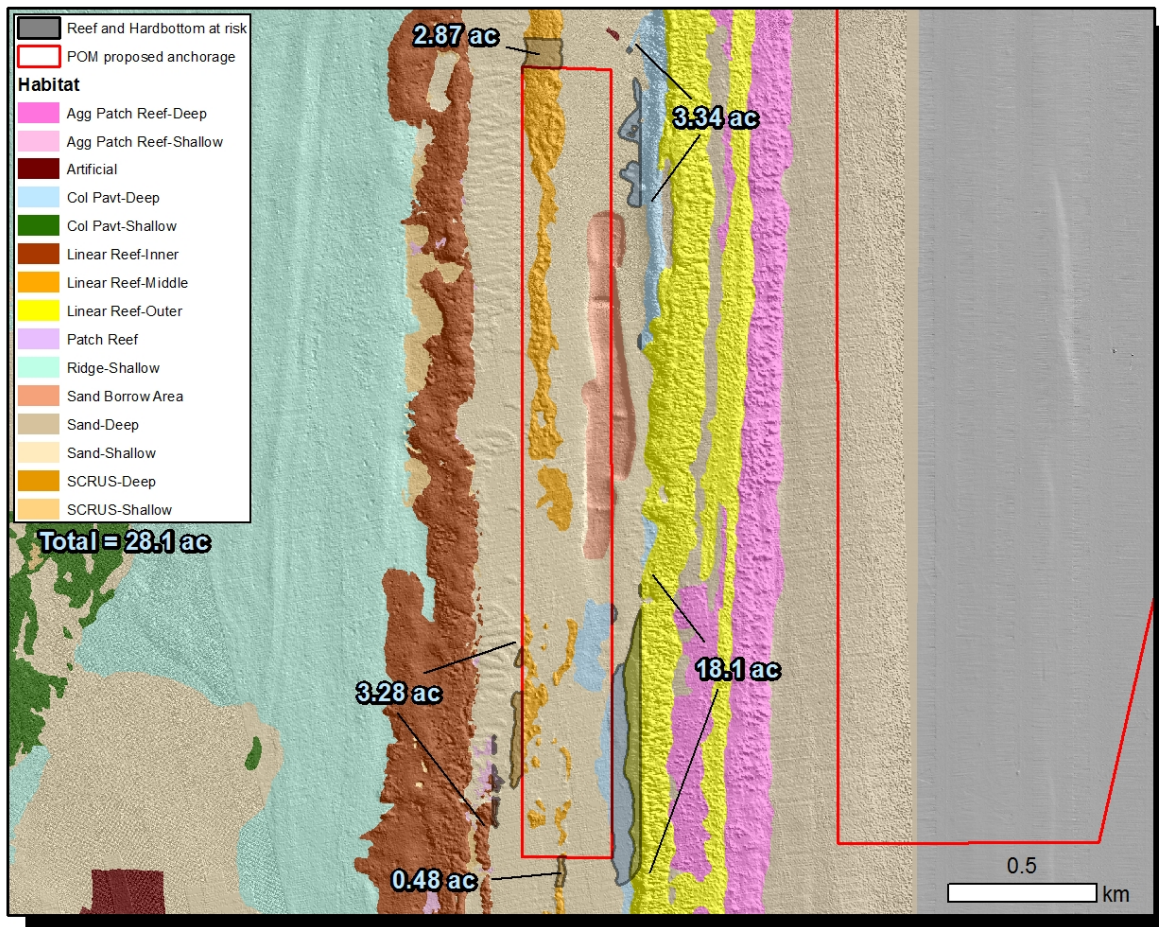 Reef and Hardbottom at risk
POM proposed anchorage
Habitat
Agg Patch Reef-Deep
Agg Patch Reef-Shallow
Artificial
Col Pavt-Deep
Col Pavt-Shallow
Linear Reef-Inner
Linear Reef-Middle
Linear Reef-Outer
Patch Reef
Ridge-Shallow
Sand Borrow Area
Sand-Deep
Sand-Shallow
SCRUS-Deep
SCRUS-Shallow
Total = 28.1 ac
2.87 ac
3.34 ac
18.1 ac
3.28 ac
0.48 ac
0.5
km